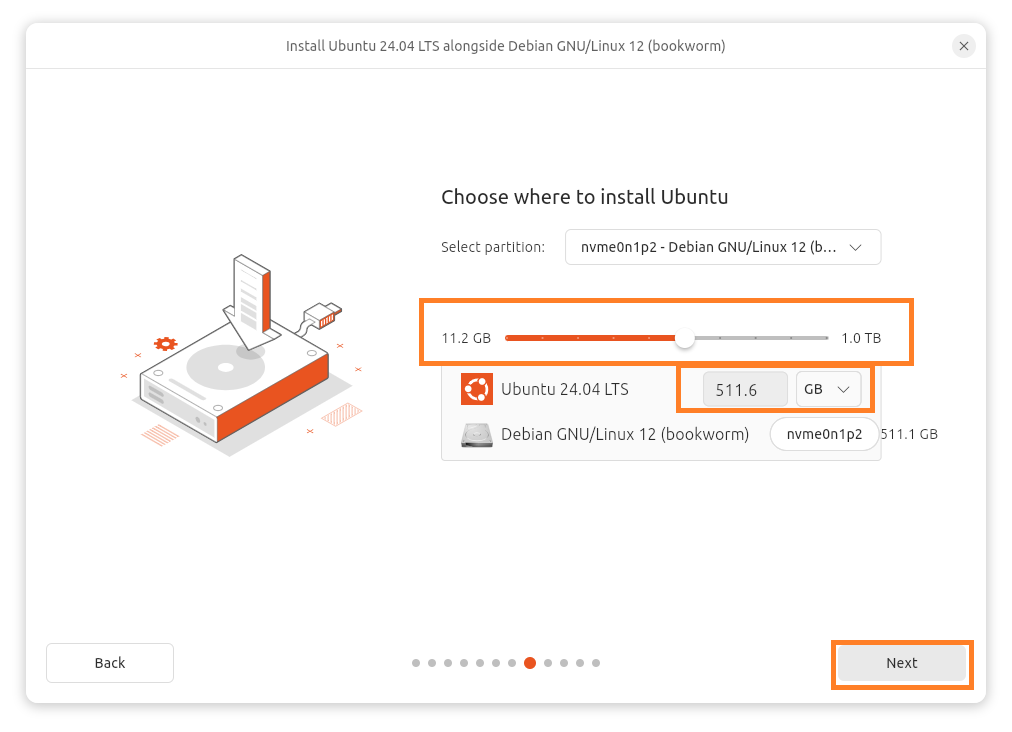 Install Ubuntu 24.04 LTS alongside Debian GNU/Linux 12 (bookworm)
Choose where to install Ubuntu
Select partition: nvme0n1p2 - Debian GNU/Linux 12 (b...
11.2 GB 1.0 TB
Ubuntu 24.04 LTS 511.6 GB
Debian GNU/Linux 12 (bookworm) nvme0n1p2 511.1 GB
Back Next